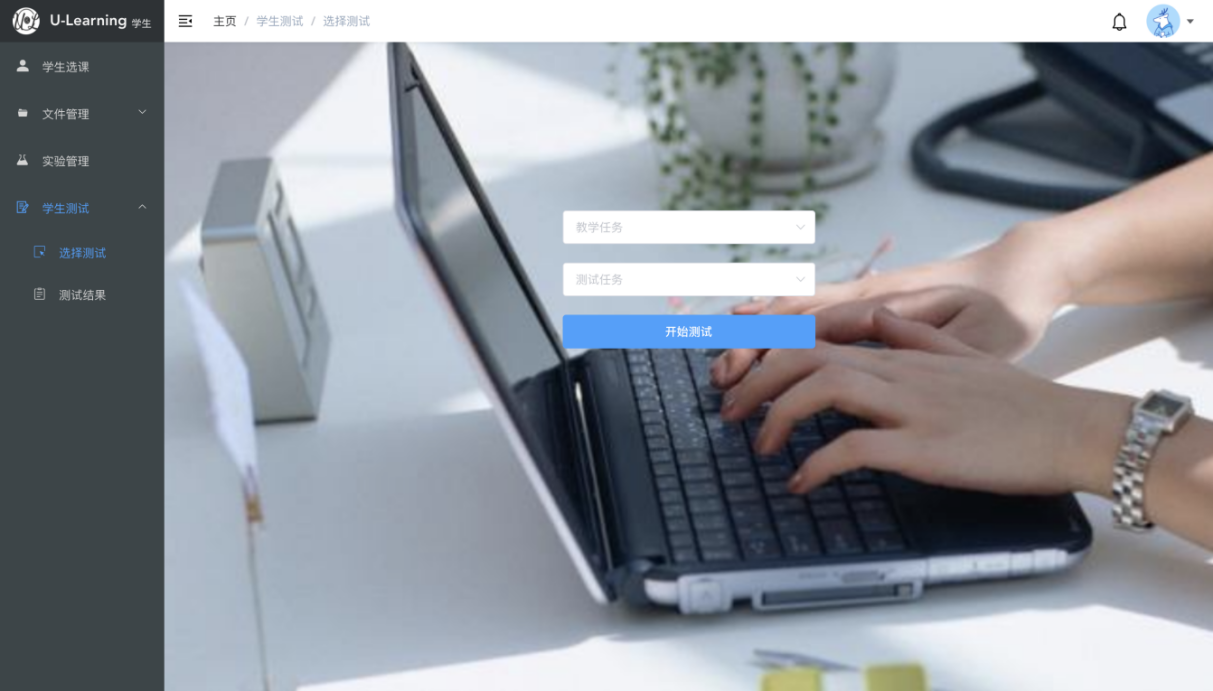 U-Learning 学生
主页 / 学生测试 / 选择测试
学生选课
文件管理
实验管理
学生测试
选择测试
测试结果
教学任务
测试任务
开始测试